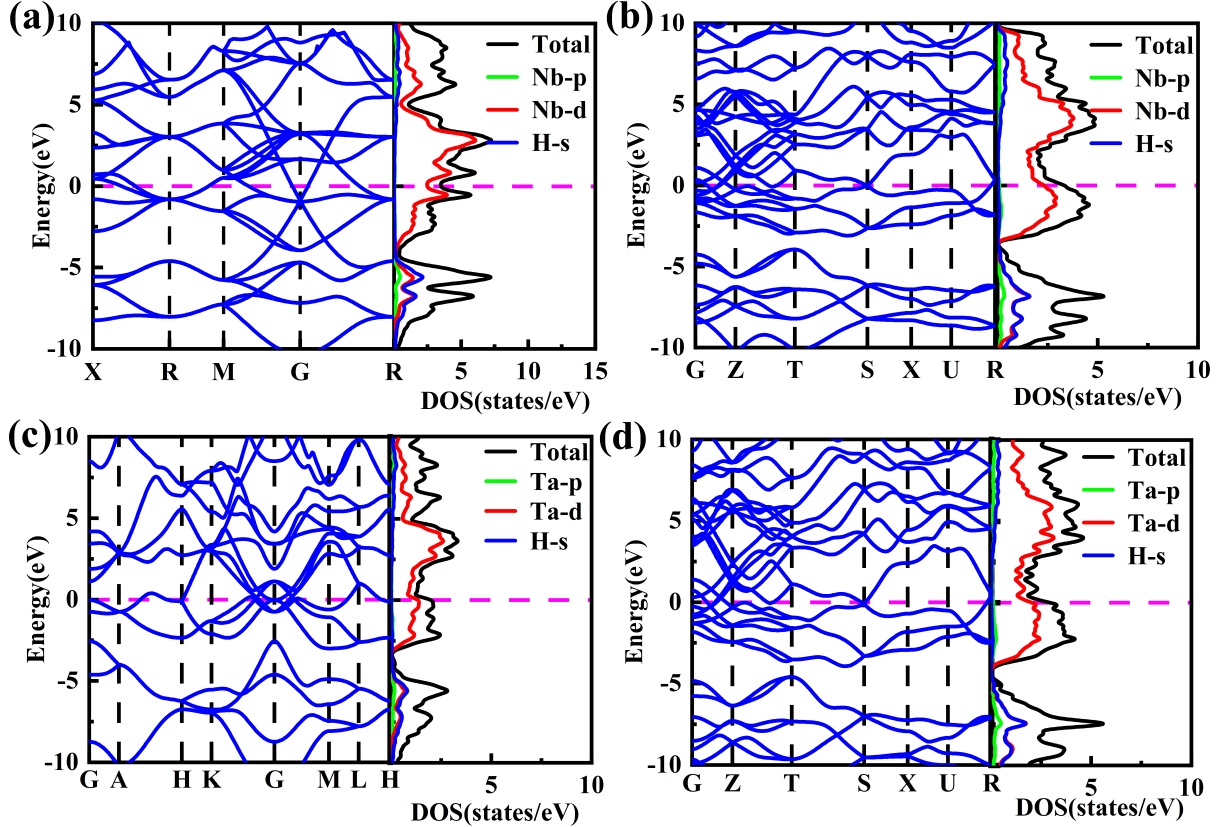 (a)
10
5
0
-5
-10
Energy(eV)
X R M G R 5 10 15
DOS(states/eV)
Total
Nb-p
Nb-d
H-s
(b)
10
5
0
-5
-10
Energy(eV)
G Z T S X U R 5 10
DOS(states/eV)
Total
Nb-p
Nb-d
H-s
(c)
10
5
0
-5
-10
Energy(eV)
G A H K G M L H 5 10
DOS(states/eV)
Total
Ta-p
Ta-d
H-s
(d)
10
5
0
-5
-10
Energy(eV)
G Z T S X U R 5 10
DOS(states/eV)
Total
Ta-p
Ta-d
H-s